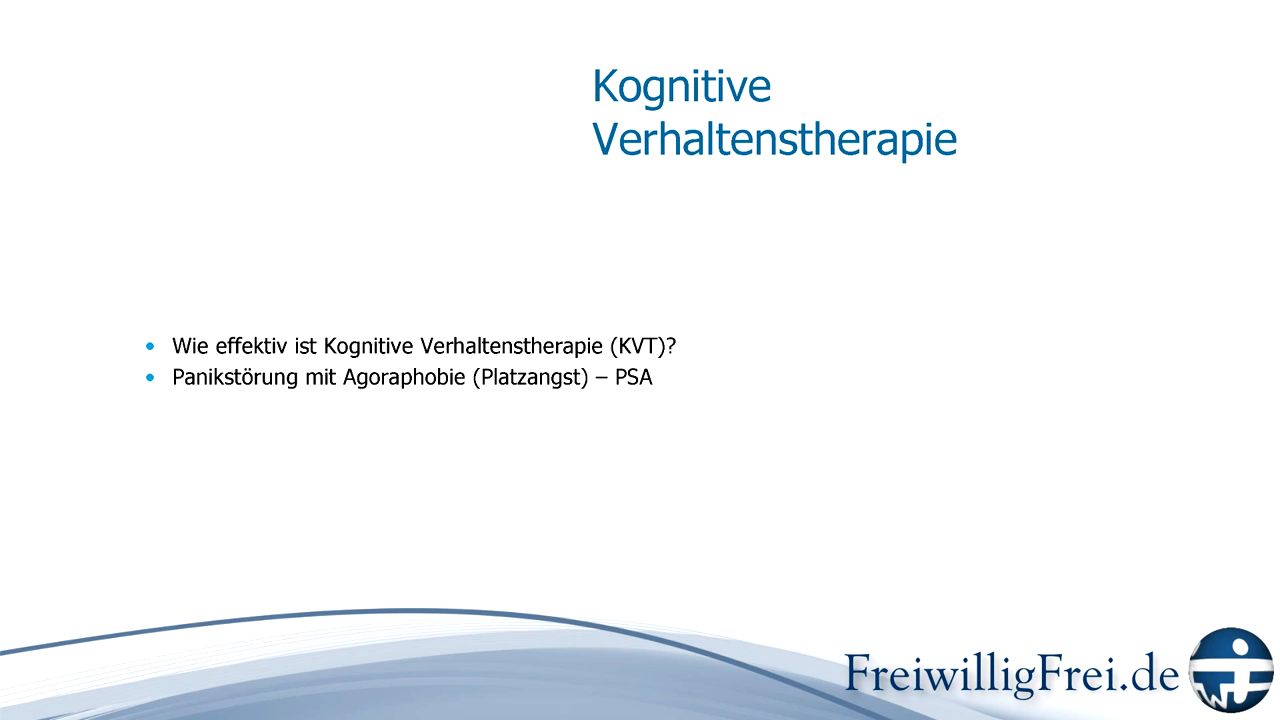 Kognitive
Verhaltenstherapie
• Wie effektiv ist Kognitive Verhaltenstherapie (KVT)?
• Panikstörung mit Agoraphobie (Platzangst) – PSA
FreiwilligFrei.de